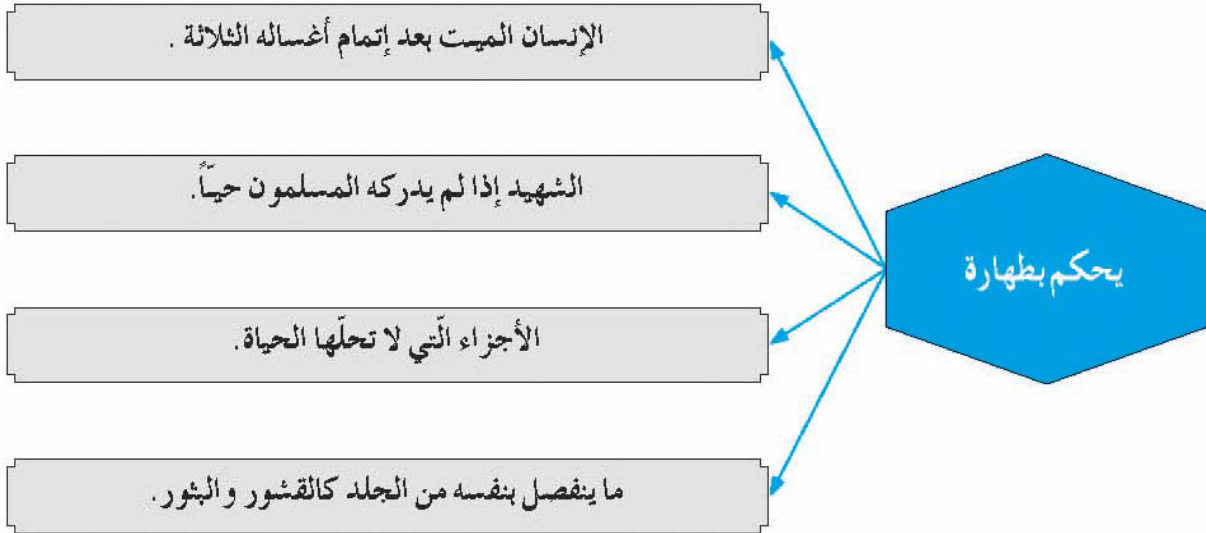 يحكم بطهارة
الإنسان الميت بعد إتمام أغساله الثلاثة .
الشهيد إذا لم يدركه المسلمون حيّاً.
الأجزاء الّتي لا تحلّها الحياة.
ما ينفصل بنفسه من الجلد كالقشور و البثور.